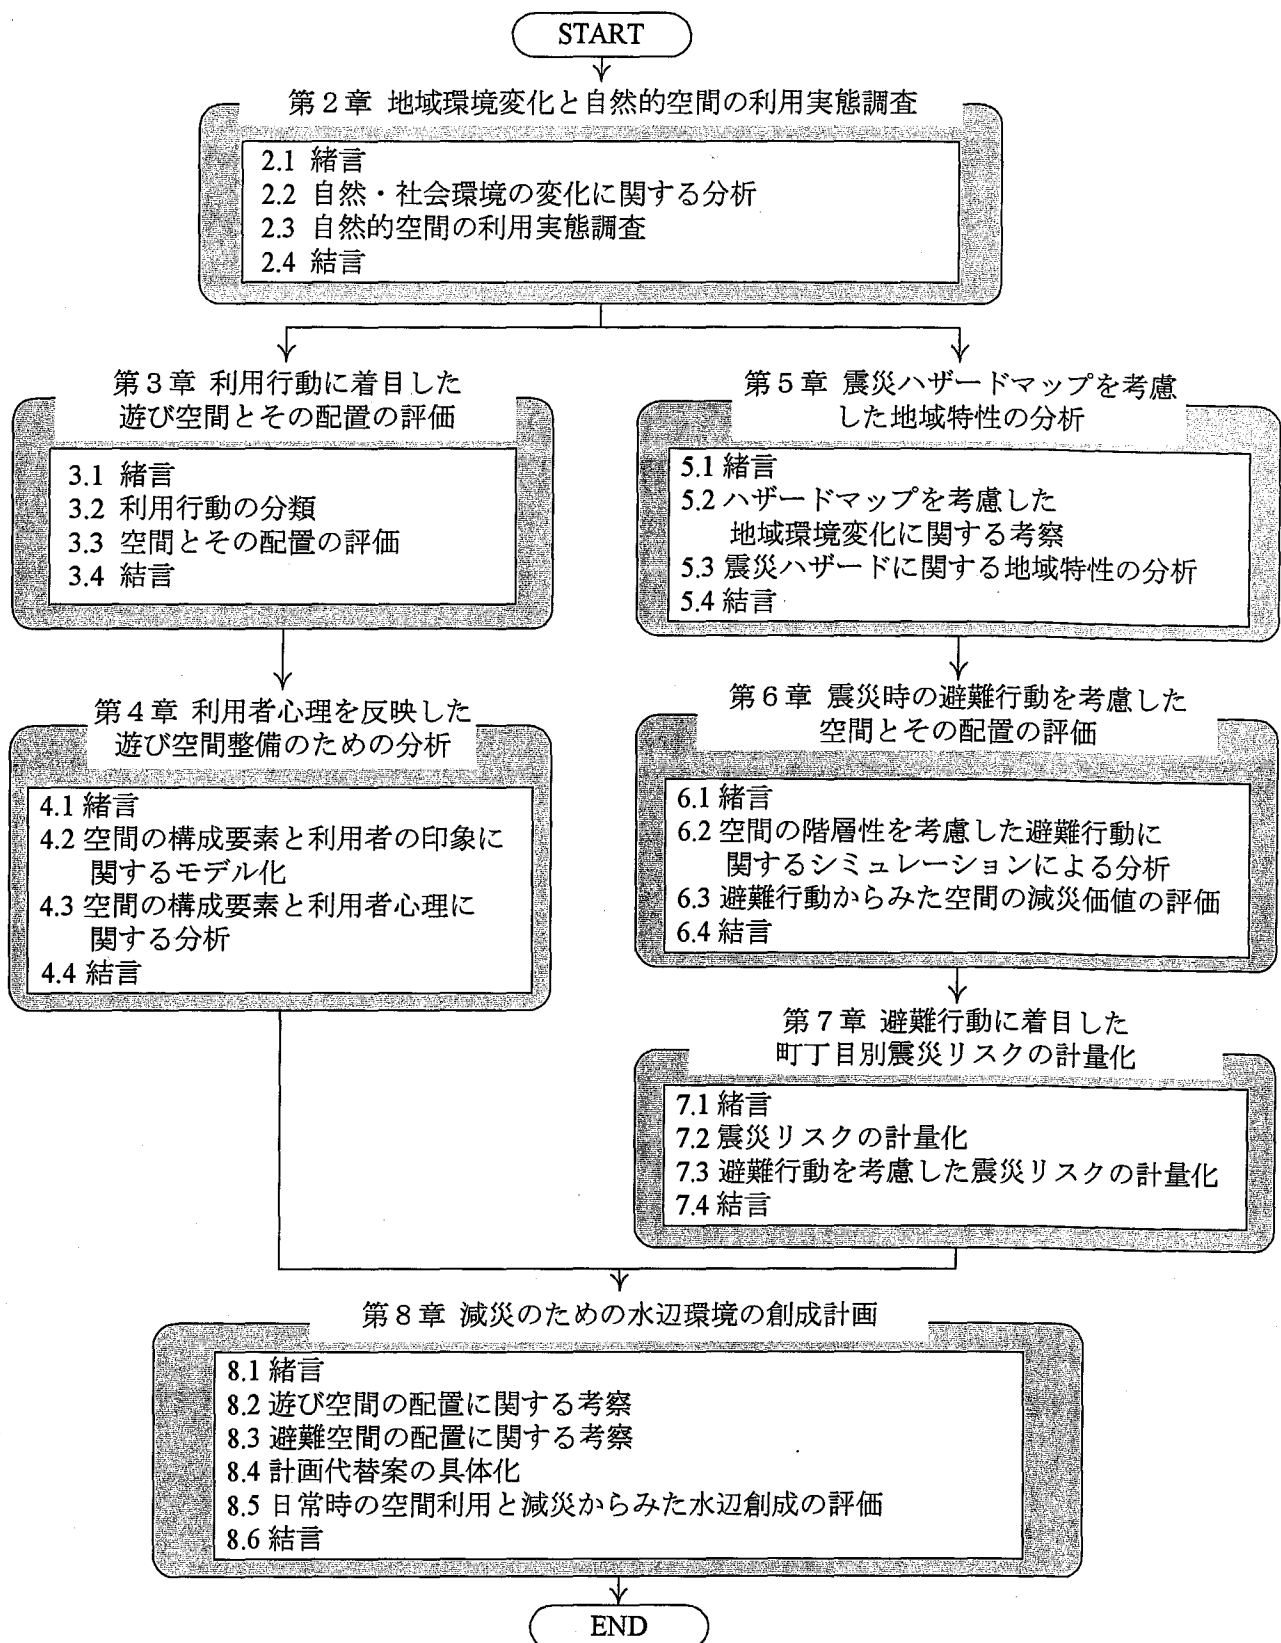 START
第2章 地域環境変化と自然的空間の利用実態調査
2.1 緒言
2.2 自然・社会環境の変化に関する分析
2.3 自然的空間の利用実態調査
2.4 結言
第3章 利用行動に着目した
遊び空間とその配置の評価
3.1 緒言
3.2 利用行動の分類
3.3 空間とその配置の評価
3.4 結言
第4章 利用者心理を反映した
遊び空間整備のための分析
4.1 緒言
4.2 空間の構成要素と利用者の印象に
関するモデル化
4.3 空間の構成要素と利用者心理に
関する分析
4.4 結言
第5章 震災ハザードマップを考慮
した地域特性の分析
5.1 緒言
5.2 ハザードマップを考慮した
地域環境変化に関する考察
5.3 震災ハザードに関する地域特性の分析
5.4 結言
第6章 震災時の避難行動を考慮した
空間とその配置の評価
6.1 緒言
6.2 空間の階層性を考慮した避難行動に
関するシミュレーションによる分析
6.3 避難行動からみた空間の減災価値の評価
6.4 結言
第7章 避難行動に着目した
町丁目別震災リスクの計量化
7.1 緒言
7.2 震災リスクの計量化
7.3 避難行動を考慮した震災リスクの計量化
7.4 結言
第8章 減災のための水辺環境の創成計画
8.1 緒言
8.2 遊び空間の配置に関する考察
8.3 避難空間の配置に関する考察
8.4 計画代替案の具体化
8.5 日常時の空間利用と減災からみた水辺創成の評価
8.6 結言
END